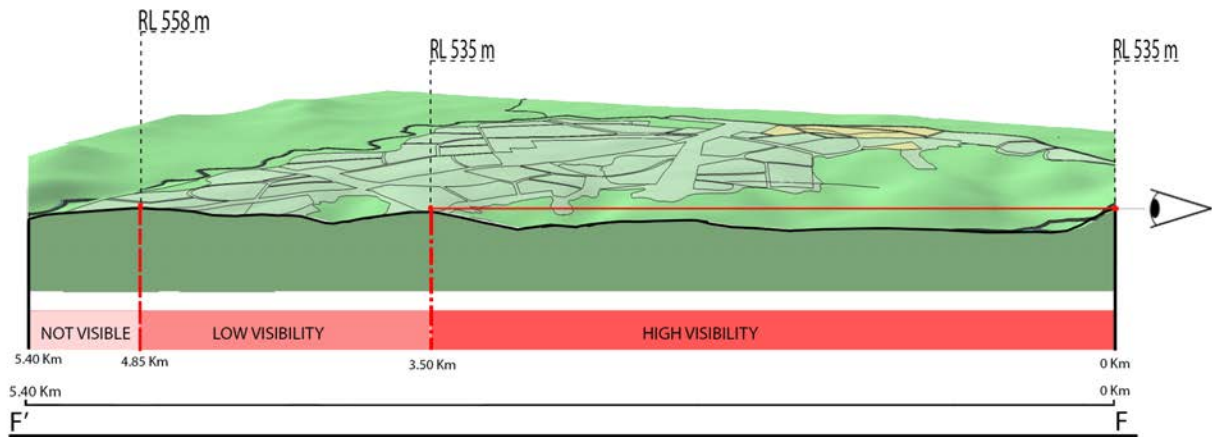 RL 558 m
RL 535 m
RL 535 m
NOT VISIBLE
LOW VISIBILITY
HIGH VISIBILITY
5.40 Km
4.85 Km
3.50 Km
0 Km
5.40 Km
0 Km
F'
F